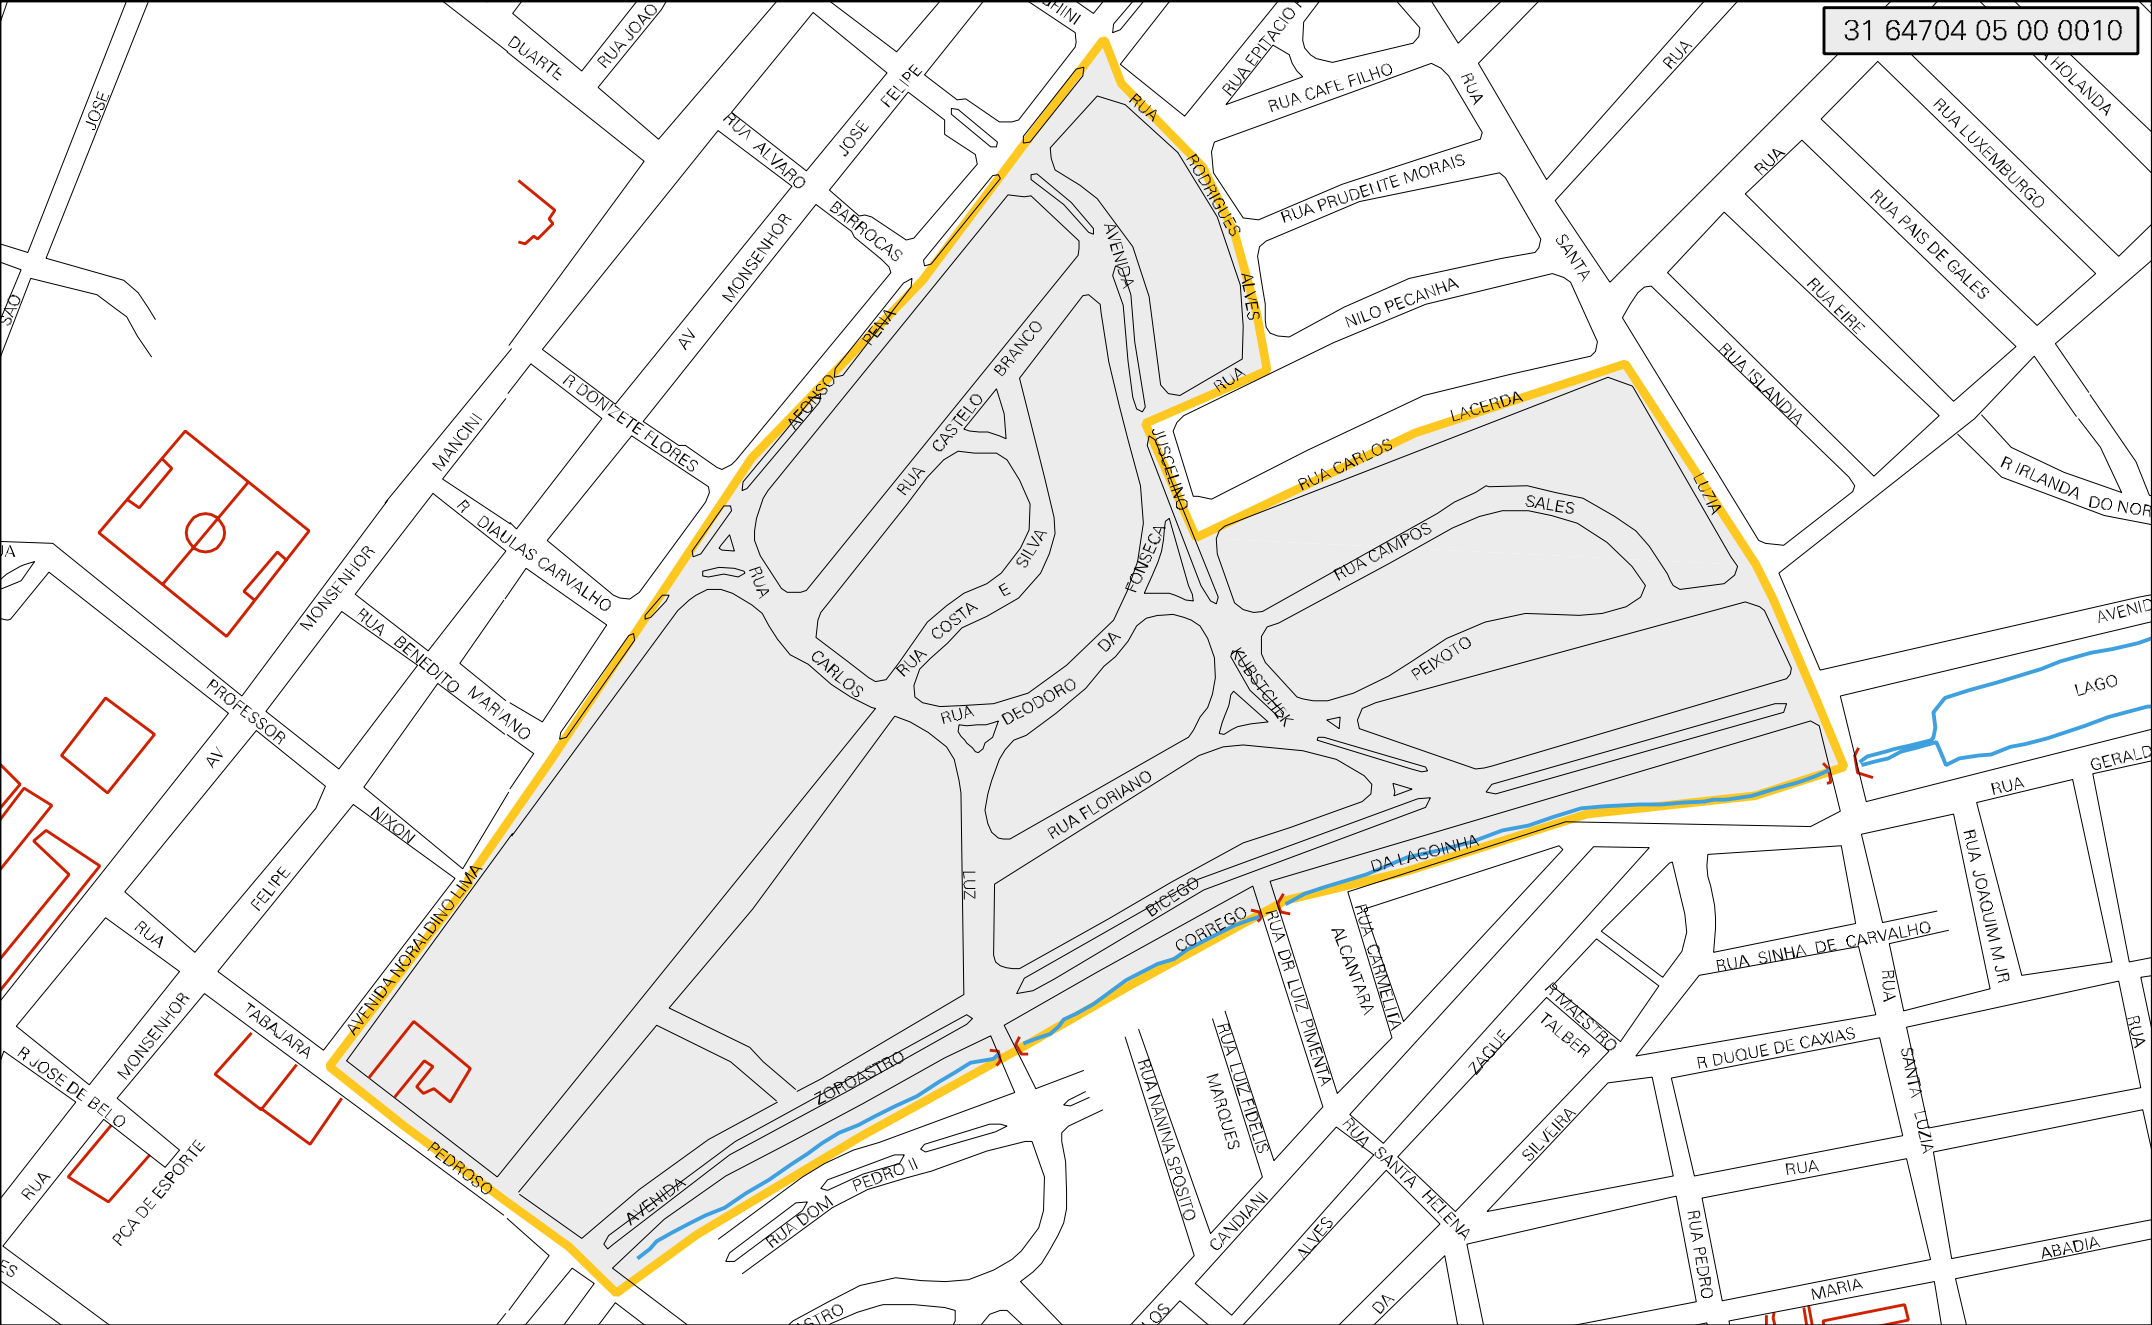 31 64704 05 00 0010
DUARTE
RUA JOAO
JOSE
RUA EPITACIO
RUA CAFE FILHO
RUA
RUA
HOLANDA
RUA LUXEMBURGO
JOSE FELIPE
RUA ALVARO
BARROCAS
RUA
RODRIGUES
ALVES
RUA PRUDENTE MORAIS
RUA
RUA PAIS DE GALES
SAO
AV MONSENHOR
AVENIDA
SANTA
NILO PECANHA
RUA EIRE
RUA ISLANDIA
AFONSO PENA
RUA CASTELO BRANCO
RUA
RUA CARLOS LACERDA
JUSCELINO
R DONIZETE FLORES
MANCINI
R DIAULAS CARVALHO
LUZIA
R IRLANDA DO NOR
RUA CAMPOS SALES
MONSENHOR
RUA BENEDITO MARIANO
RUA
CARLOS
RUA COSTA E SILVA
FONSECA
DA
RUA DEODORO
KUBSTCHEK
PEIXOTO
AVENID
LAGO
PROFESSOR
NIXON
AV
FELIPE
RUA FLORIANO
GERALD
RUA
LUZ
DA LAGOINHA
BICEGO
CORREGO
AVENIDA NORALDINO LIMA
RUA
TABAJARA
RUA DR LUIZ PIMENTA
RUA CARMELITA
ALCANTARA
RUA SINHA DE CARVALHO
RUA JOAQUIM M JR
RUA
MONSENHOR
R JOSE DE BELO
ZOROASTRO
R MAESTRO
TALBER
ZAGUE
R DUQUE DE CAXIAS
SANTA LUZIA
RUA
RUA NANINA SPOSITO
RUA LUIZ FIDELIS
MARQUES
RUA SANTA HELENA
SILVEIRA
RUA
PEDROSO
AVENIDA
PCA DE ESPORTE
RUA
RUA DOM PEDRO II
CANDIANI
ALVES
RUA PEDRO
ABADIA
MARIA
DA